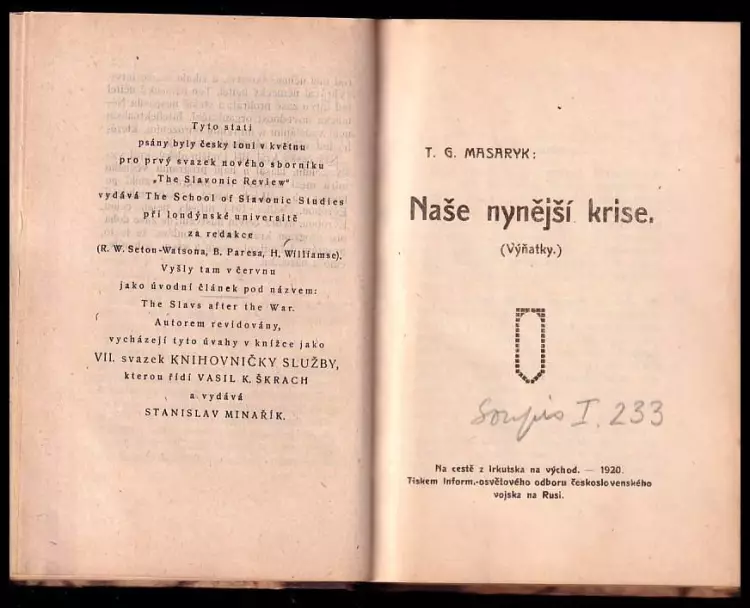 Tyto stati
psány byly český loni v květnu
pro prvý svazek nového sborníku
„The Slavonic Review"
vydává The School of Slavonic Studies
při londýnské universitě
za redakce
(R. W. Seton-Watsona, B. Paresa, H. Williamse).
Vyšly tam v červnu
jako úvodní článek pod názvem:
The Slavs after the War.
Autorem revidovány,
vycházejí tyto úvahy v knížce jako
VII. svazek KNIHOVNIČKY SLUŽBY,
kterou řídí VASIL K. ŠKRACH
a vydává
STANISLAV MINAŘÍK.
T. G. MASARYK:
Naše nynější krise.
(Výňatky.)
Soupis I. 233
Na cestě z Irkutska na východ. — 1920.
Tiskem Inform.-osvětového odboru československého
vojska na Rusi.